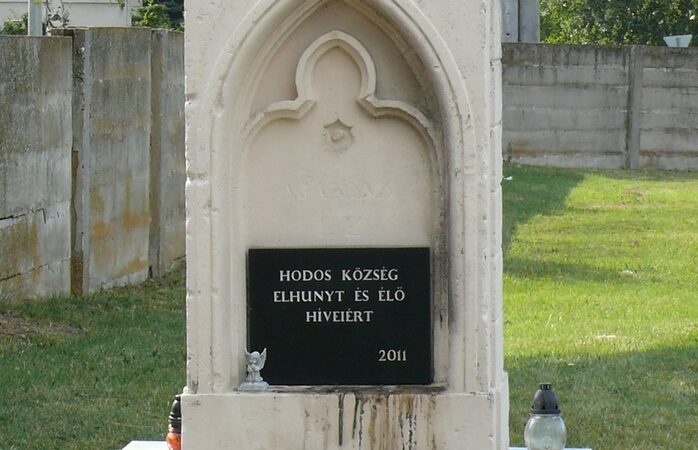 HODOS KÖZSÉG
ELHUNYT ÉS ÉLŐ
HÍVEIÉRT
2011